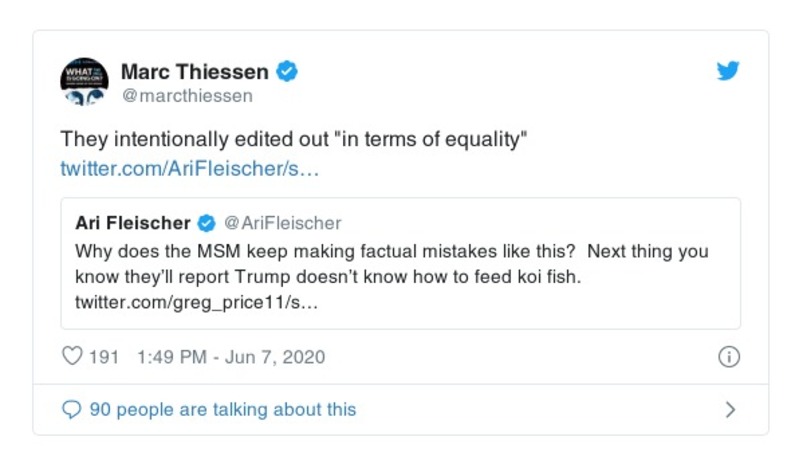 Marc Thiessen
@marcthiessen
They intentionally edited out "in terms of equality"
twitter.com/AriFleischer/s…
Ari Fleischer @AriFleischer
Why does the MSM keep making factual mistakes like this?  Next thing you
know they’ll report Trump doesn’t know how to feed koi fish.
twitter.com/greg_price11/s…
191 1:49 PM - Jun 7, 2020
90 people are talking about this